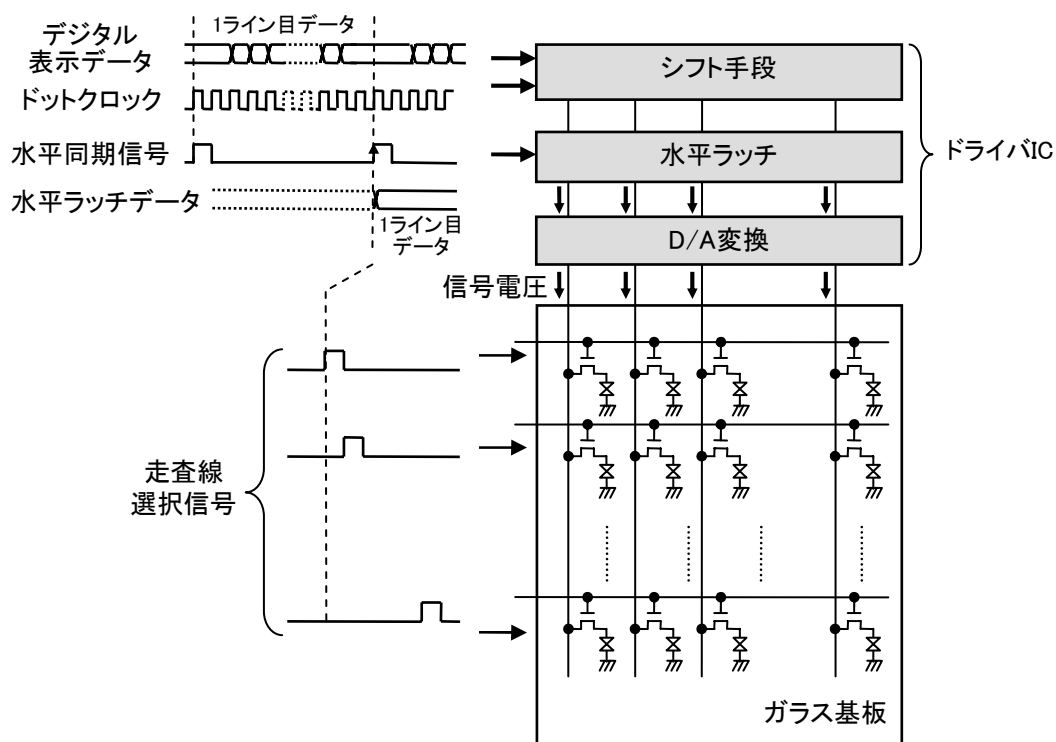 デジタル
表示データ
1ライン目データ
ドットクロック
水平同期信号
水平ラッチデータ
1ライン目
データ
シフト手段
水平ラッチ
D/A変換
ドライバIC
信号電圧
走査線
選択信号
ガラス基板